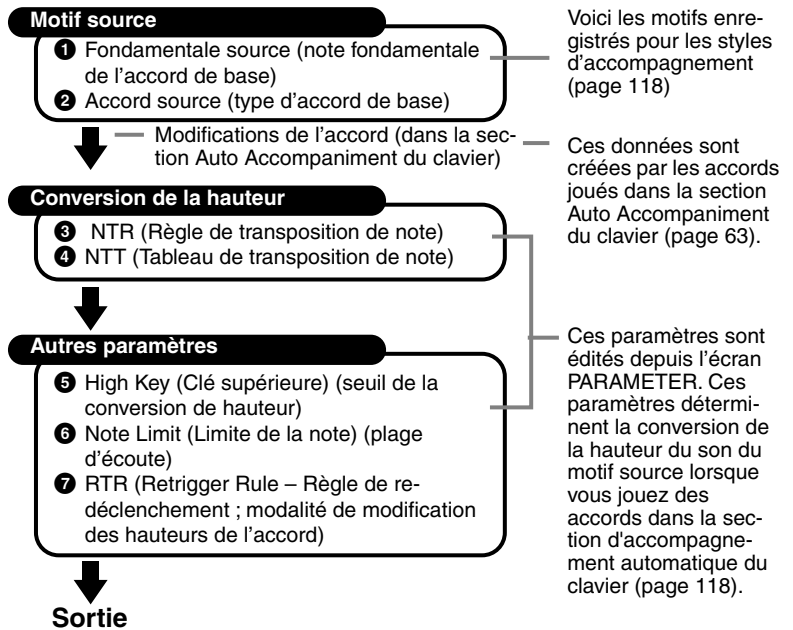 Motif source
❶ Fondamentale source (note fondamentale
de l'accord de base)
❷ Accord source (type d'accord de base)
Voici les motifs enre-
gistrés pour les styles
d'accompagnement
(page 118)
Modifications de l'accord (dans la sec-
tion Auto Accompaniment du clavier)
Ces données sont
créées par les accords
joués dans la section
Auto Accompaniment
du clavier (page 63).
Conversion de la hauteur
❸ NTR (Règle de transposition de note)
❹ NTT (Tableau de transposition de note)
Autres paramètres
❺ High Key (Clé supérieure) (seuil de la
conversion de hauteur)
❻ Note Limit (Limite de la note) (plage
d'écoute)
❼ RTR (Retrigger Rule – Règle de re-
déclenchement ; modalité de modification
des hauteurs de l'accord)
Ces paramètres sont
édités depuis l'écran
PARAMETER. Ces
paramètres détermi-
nent la conversion de
la hauteur du son du
motif source lorsque
vous jouez des
accords dans la sec-
tion d'accompagne-
ment automatique du
clavier (page 118).
Sortie